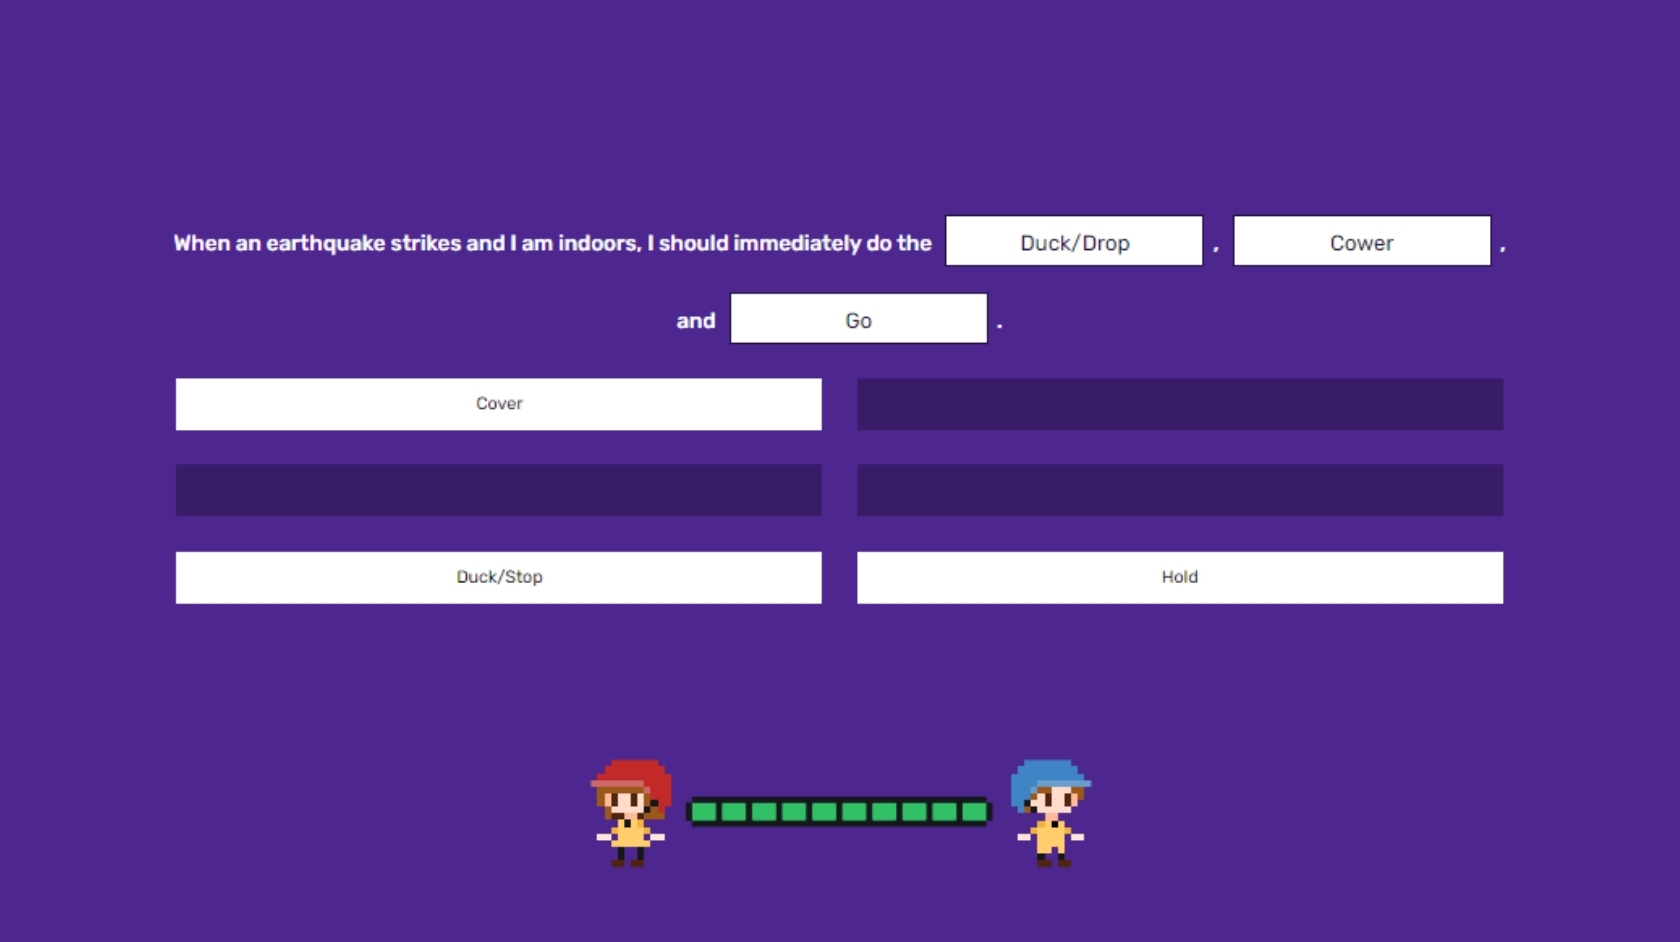 When an earthquake strikes and I am indoors, I should immediately do the Duck/Drop , Cower ,
and Go .
Cover
Duck/Stop Hold